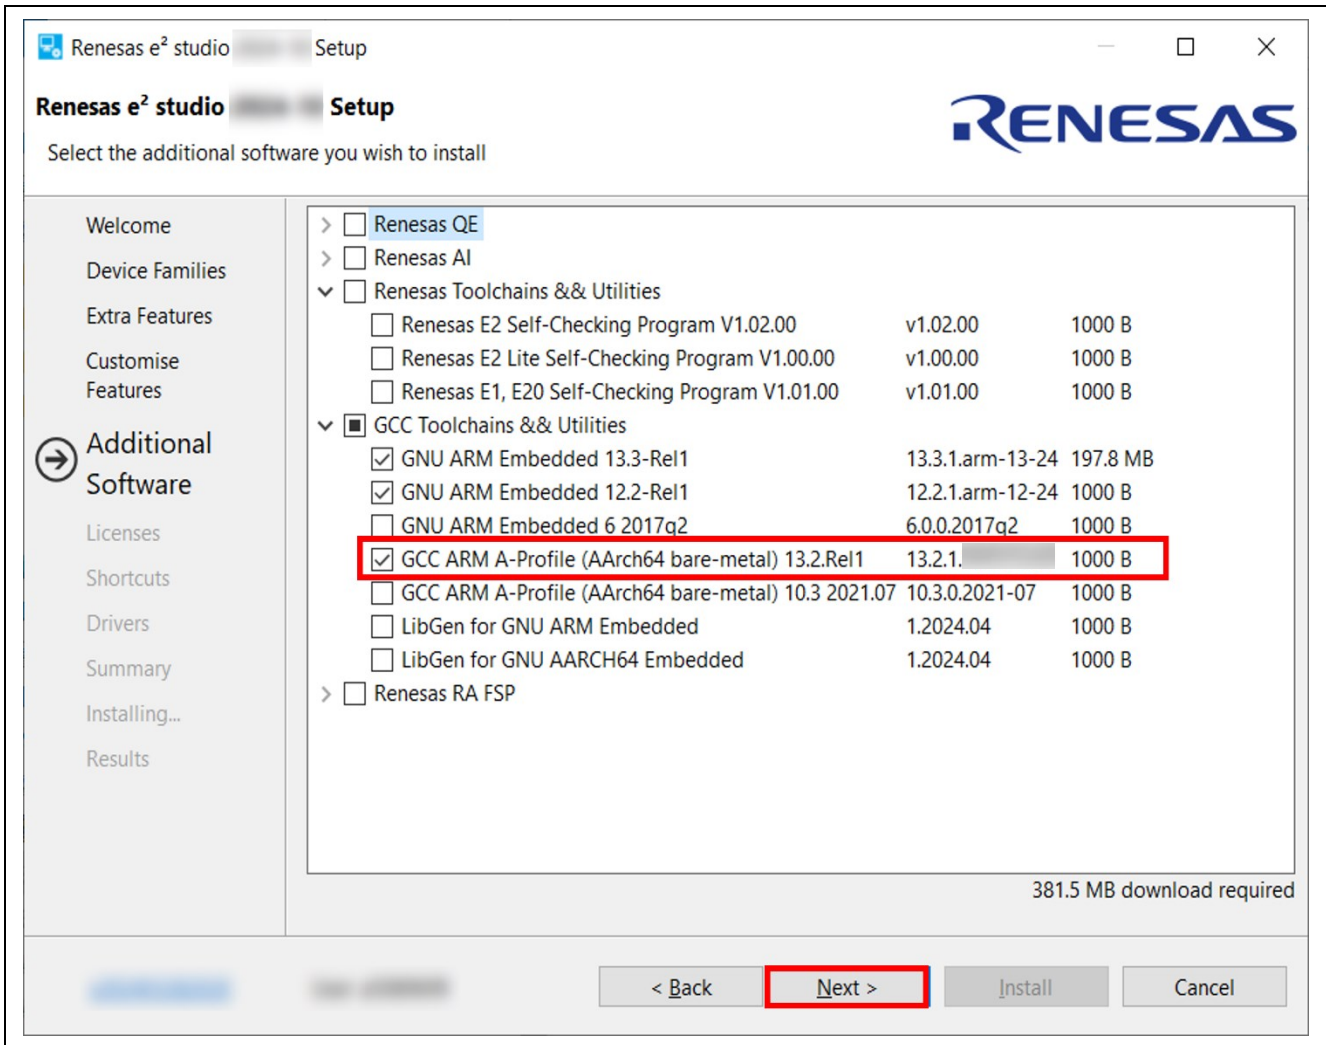 Renesas e² studio Setup
Renesas e² studio Setup
RENESAS
Select the additional software you wish to install
Welcome
Device Families
Extra Features
Customise
Features
Additional
Software
Licenses
Shortcuts
Drivers
Summary
Installing...
Results
Renesas QE
Renesas AI
Renesas Toolchains && Utilities
Renesas E2 Self-Checking Program V1.02.00 v1.02.00 1000 B
Renesas E2 Lite Self-Checking Program V1.00.00 v1.00.00 1000 B
Renesas E1, E20 Self-Checking Program V1.01.00 v1.01.00 1000 B
GCC Toolchains && Utilities
GNU ARM Embedded 13.3-Rel1 13.3.1.arm-13-24 197.8 MB
GNU ARM Embedded 12.2-Rel1 12.2.1.arm-12-24 1000 B
GNU ARM Embedded 6 2017q2 6.0.0.2017q2 1000 B
GCC ARM A-Profile (AArch64 bare-metal) 13.2.Rel1 13.2.1. 1000 B
GCC ARM A-Profile (AArch64 bare-metal) 10.3 2021.07 10.3.0.2021-07 1000 B
LibGen for GNU ARM Embedded 1.2024.04 1000 B
LibGen for GNU AARCH64 Embedded 1.2024.04 1000 B
Renesas RA FSP
381.5 MB download required
< Back Next > Install Cancel